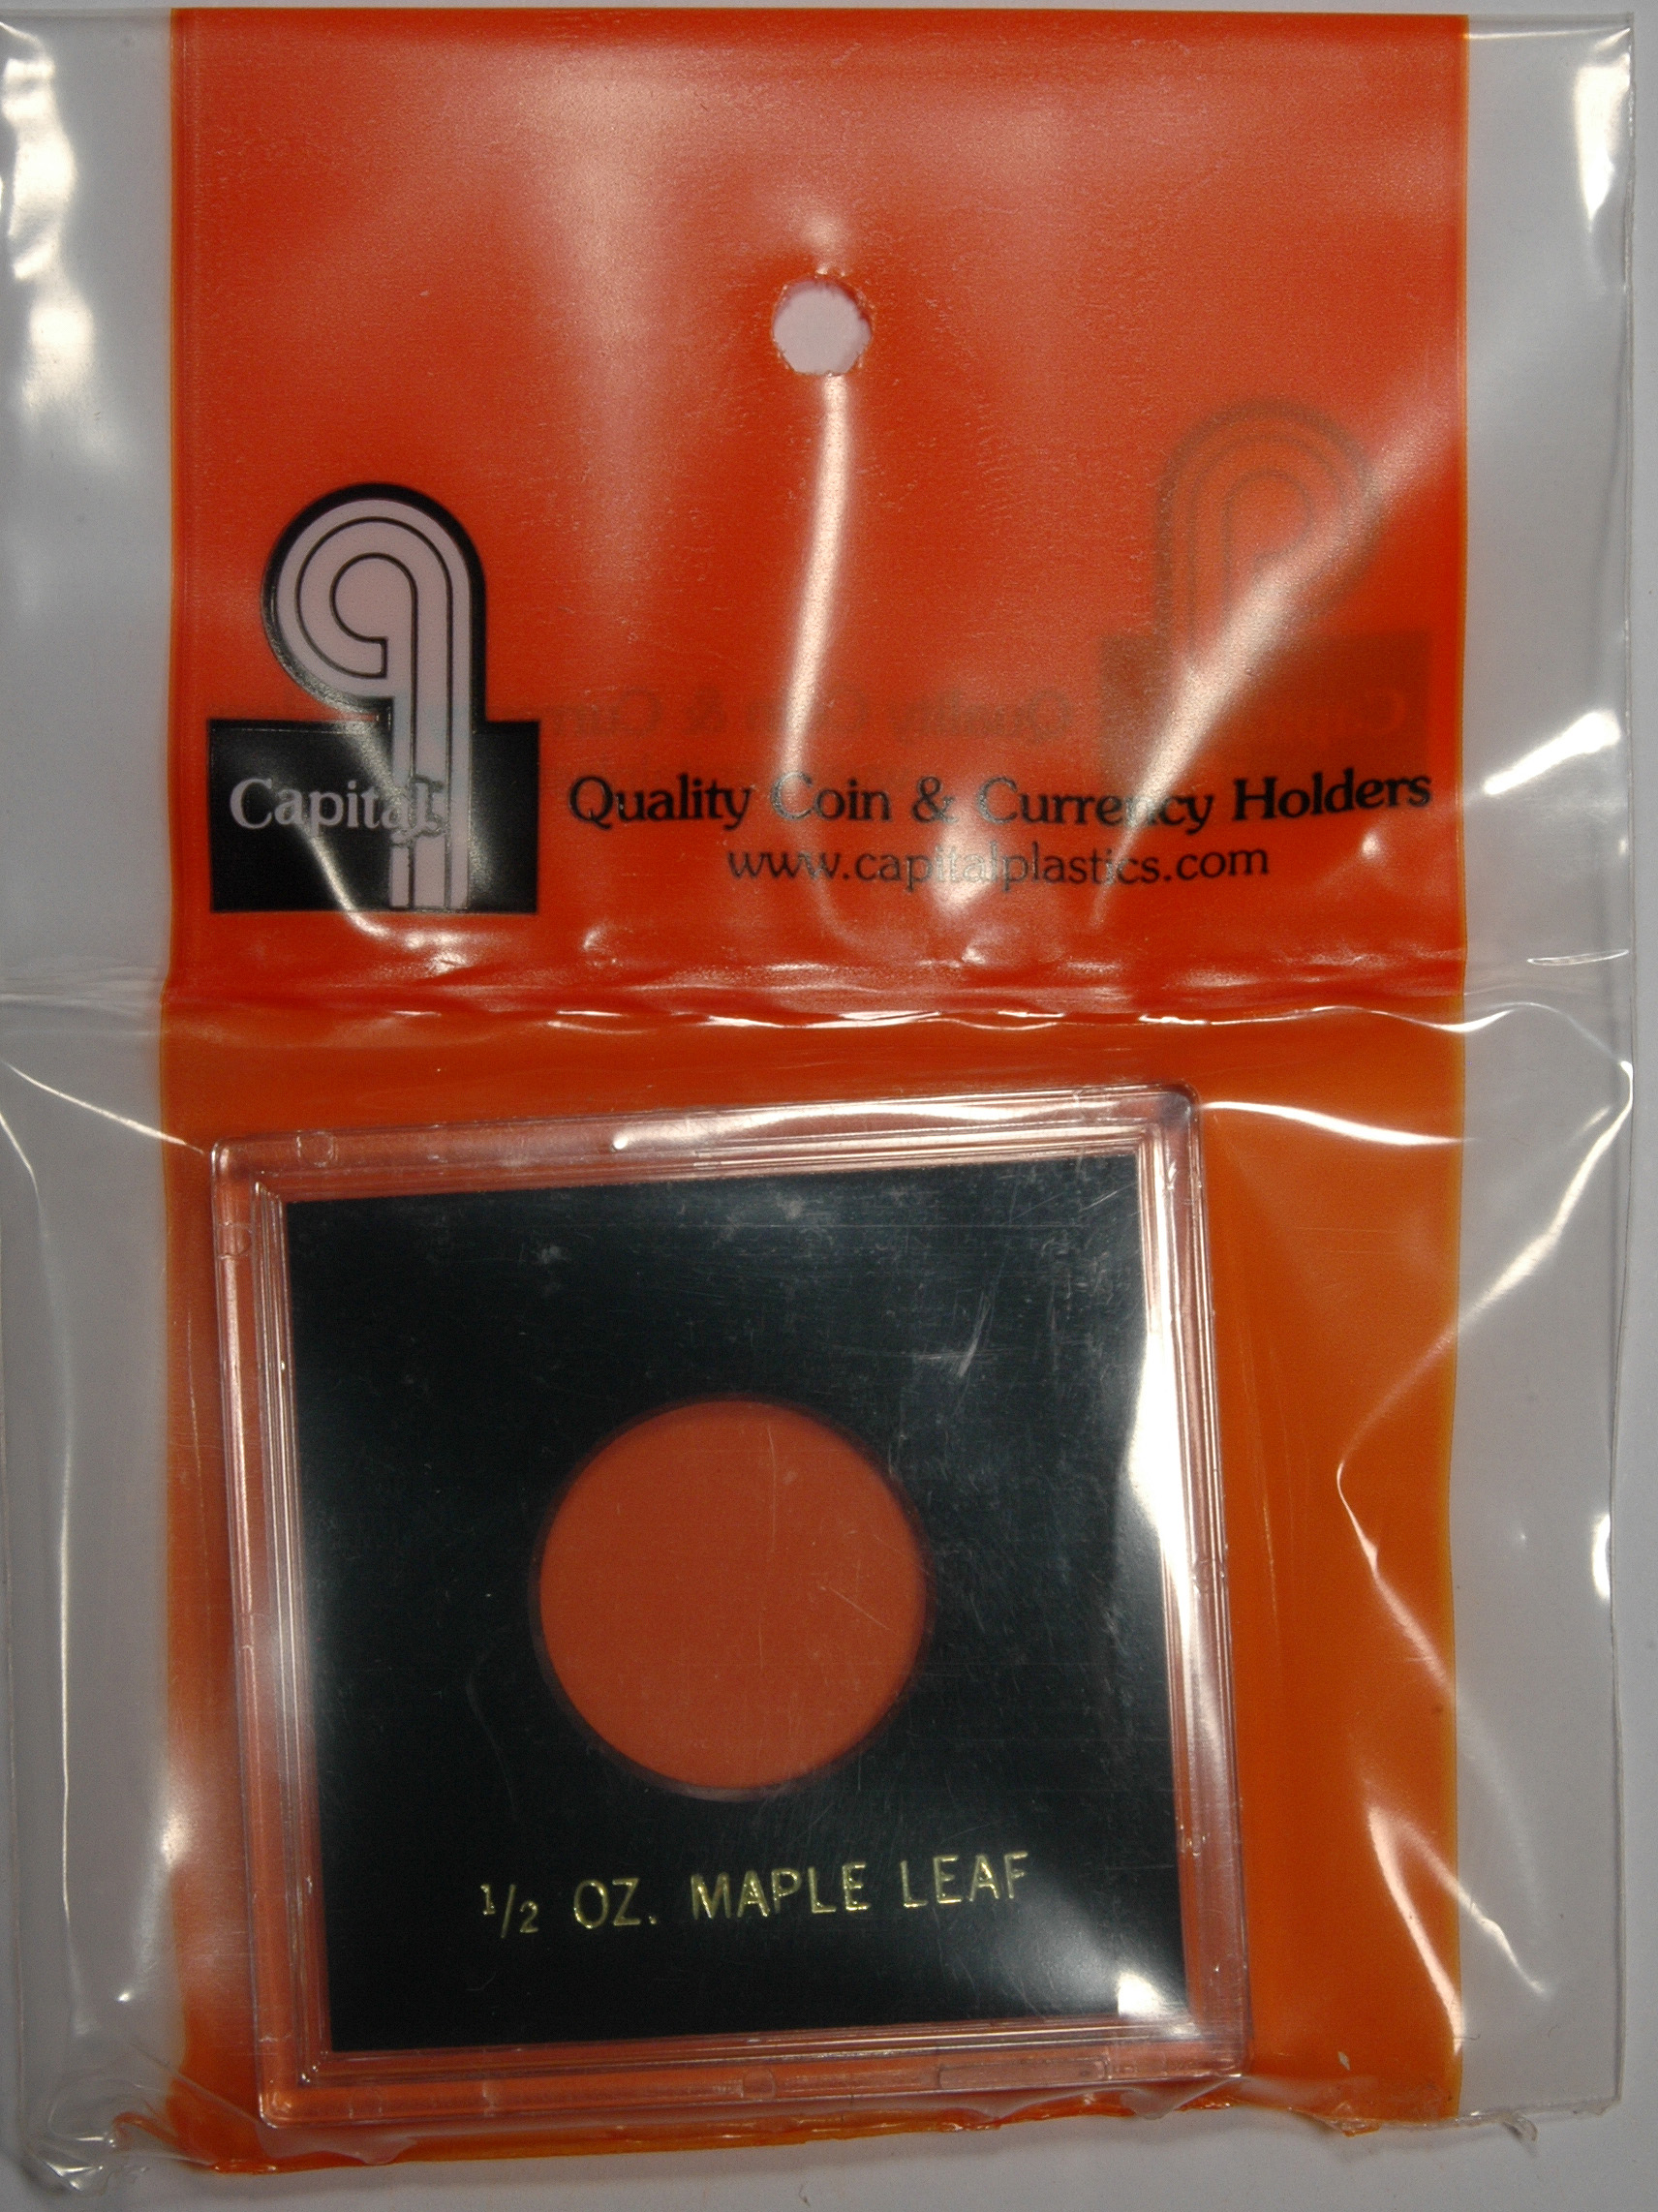 Capital
Quality Coin & Currency Holders
www.capitalplastics.com
½ OZ. MAPLE LEAF